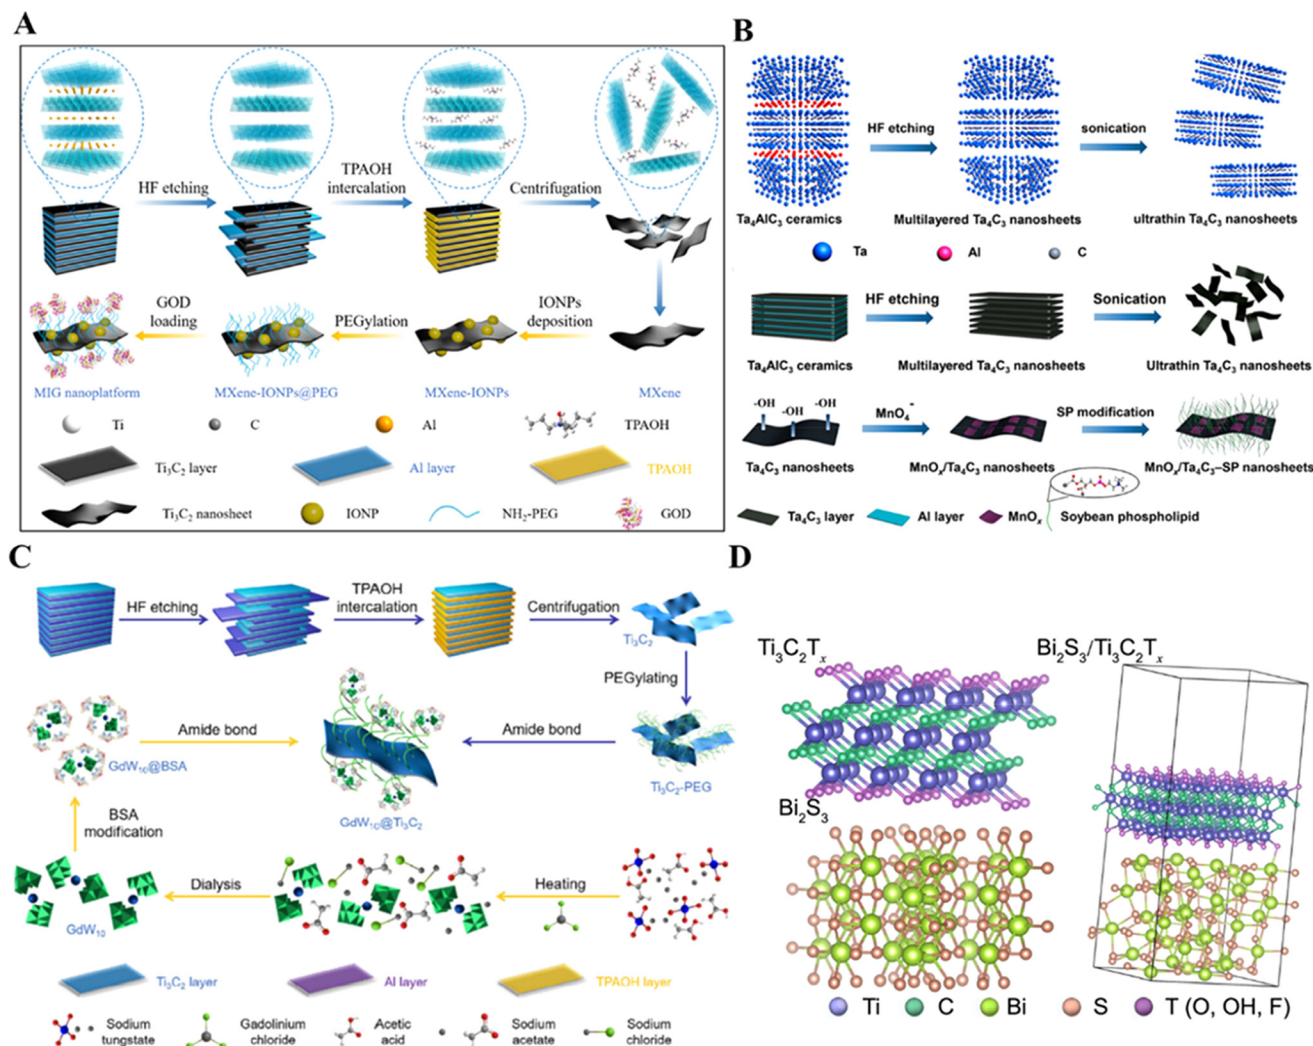 A
HF etching
TPAOH
intercalation
Centrifugation
GOD
loading
PEGylation
IONPs
deposition
MIG nanoplatform
MXene-IONPs@PEG
MXene-IONPs
MXene
Ti
C
Al
TPAOH
Ti₃C₂ layer
Al layer
TPAOH
Ti₃C₂ nanosheet
IONP
NH₂-PEG
GOD
B
HF etching
sonication
Ta₄AlC₃ ceramics
Multilayered Ta₄C₃ nanosheets
ultrathin Ta₄C₃ nanosheets
Ta
Al
C
HF etching
Sonication
Ta₄AlC₃ ceramics
Multilayered Ta₄C₃ nanosheets
Ultrathin Ta₄C₃ nanosheets
-OH
-OH
-OH
MnO₄⁻
SP modification
Ta₄C₃ nanosheets
MnOₓ/Ta₄C₃ nanosheets
MnOₓ/Ta₄C₃–SP nanosheets
Ta₄C₃ layer
Al layer
MnOₓ
Soybean phospholipid
C
HF etching
TPAOH
intercalation
Centrifugation
Ti₃C₂
PEGylating
Amide bond
Amide bond
GdW₁₀@BSA
Ti₃C₂-PEG
GdW₁₀@Ti₃C₂
BSA
modification
Dialysis
Heating
GdW₁₀
Ti₃C₂ layer
Al layer
TPAOH layer
Sodium
tungstate
Gadolinium
chloride
Acetic
acid
Sodium
acetate
Sodium
chloride
D
Ti₃C₂Tₓ
Bi₂S₃/Ti₃C₂Tₓ
Bi₂S₃
Ti
C
Bi
S
T (O, OH, F)